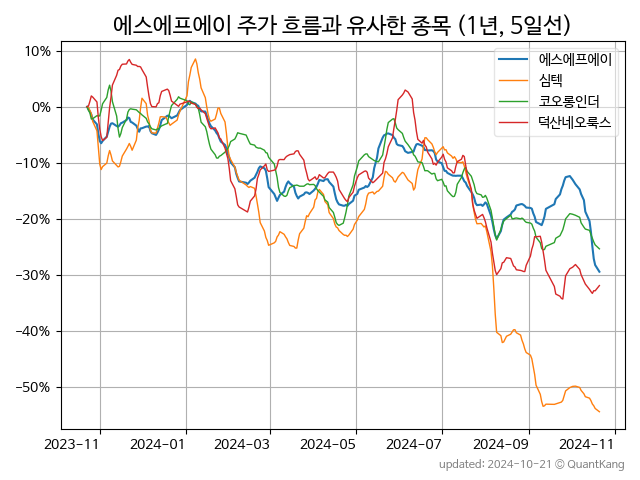 에스에프에이 주가 흐름과 유사한 종목 (1년, 5일선)
10%
0%
−10%
−20%
−30%
−40%
−50%
에스에프에이
심텍
코오롱인더
덕산네오룩스
2023-11
2024-01
2024-03
2024-05
2024-07
2024-09
2024-11
updated: 2024-10-21 © QuantKang